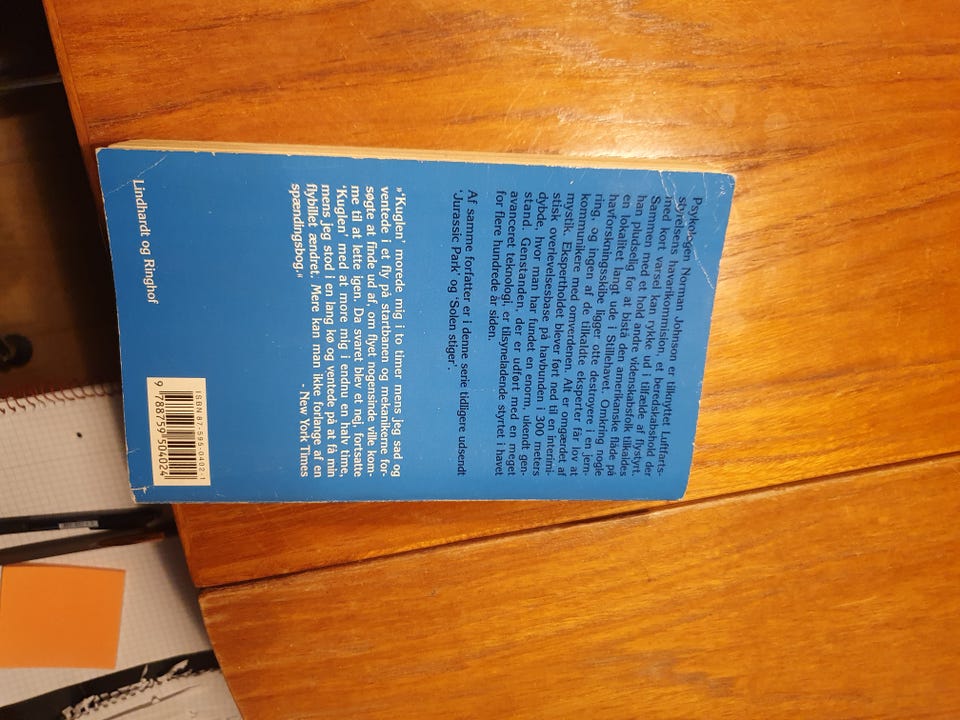 Psykologen Norman Johnson er tilknyttet Luftfarts-
styrelsens havarikommision, et beredskabshold der
med kort varsel kan rykke ud i tilfælde af flystyrt.
Sammen med et hold andre videnskabsfolk tilkaldes
han pludselig for at bistå den amerikanske flåde på
en lokalitet langt ude i Stillehavet. Omkring nogle
havforskningsskibe ligger otte destroyere i en jern-
ring, og ingen af de tilkaldte eksperter får lov at
kommunikere med omverdenen. Alt er omgærdet af
mystik. Ekspertholdet bliver ført ned til en interimi-
stisk overlevelsesbase på havbunden i 300 meters
dybde, hvor man har fundet en enorm, ukendt gen-
stand. Genstanden, der er udført med en meget
avanceret teknologi, er tilsyneladende styrtet i havet
for flere hundrede år siden.
Af samme forfatter er i denne serie tidligere udsendt
'Jurassic Park' og 'Solen stiger'.
»'Kuglen' morede mig i to timer mens jeg sad og
ventede i et fly på startbanen og mekanikerne for-
søgte at finde ud af, om flyet nogensinde ville kom-
me til at lette igen. Da svaret blev et nej, fortsatte
'Kuglen' med at more mig i endnu en halv time,
mens jeg stod i en lang kø og ventede på at få min
flybillet ændret. Mere kan man ikke forlange af en
spændingsbog.«
- New York Times
Lindhardt og Ringhof
ISBN 87-595-0402-1
9 788759 504024